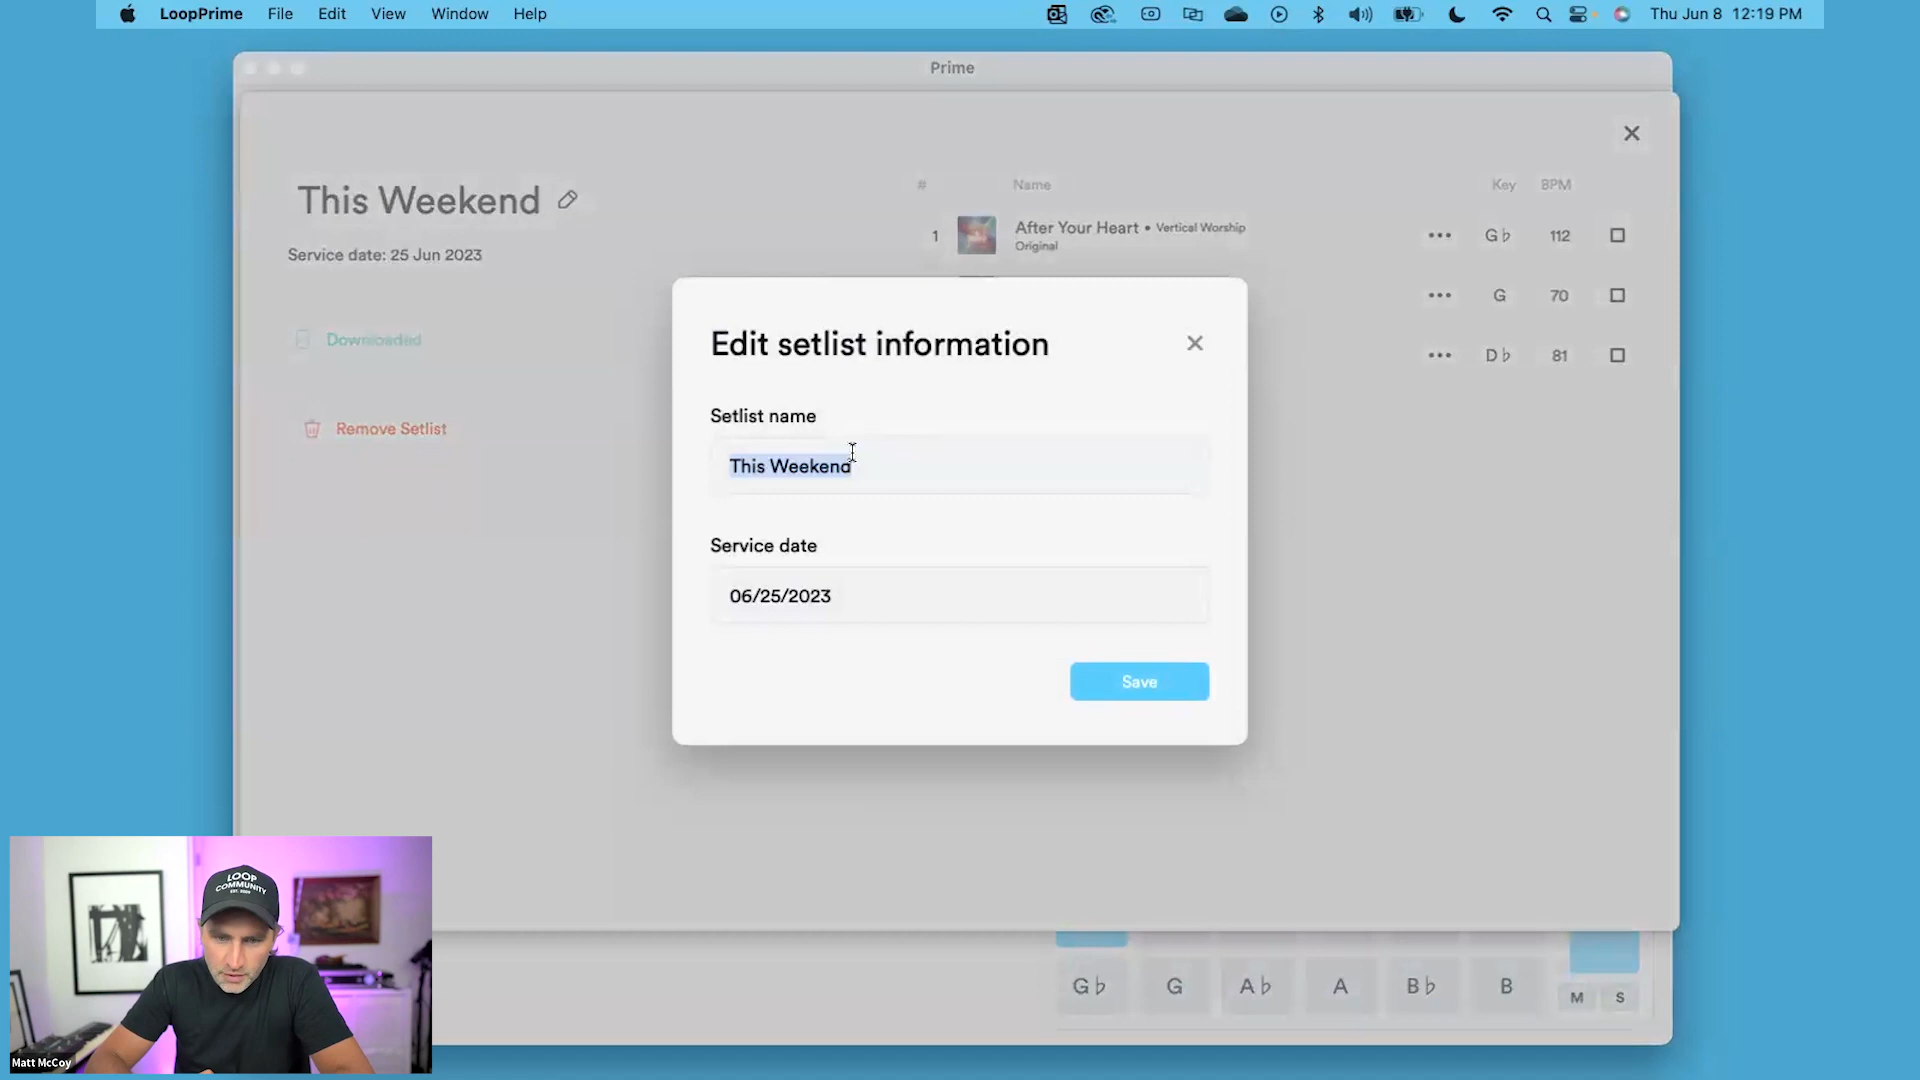 LoopPrime File Edit View Window Help Thu Jun 8 12:19 PM
Prime
This Weekend
Service date: 25 Jun 2023
Downloaded
Remove Setlist
# Name Key BPM
1 After Your Heart • Vertical Worship G♭ 112
Original
G 70
D♭ 81
Edit setlist information
Setlist name
This Weekend
Service date
06/25/2023
Save
G♭ G A♭ A B♭ B M S
LOOP
COMMUNITY
Matt McCoy